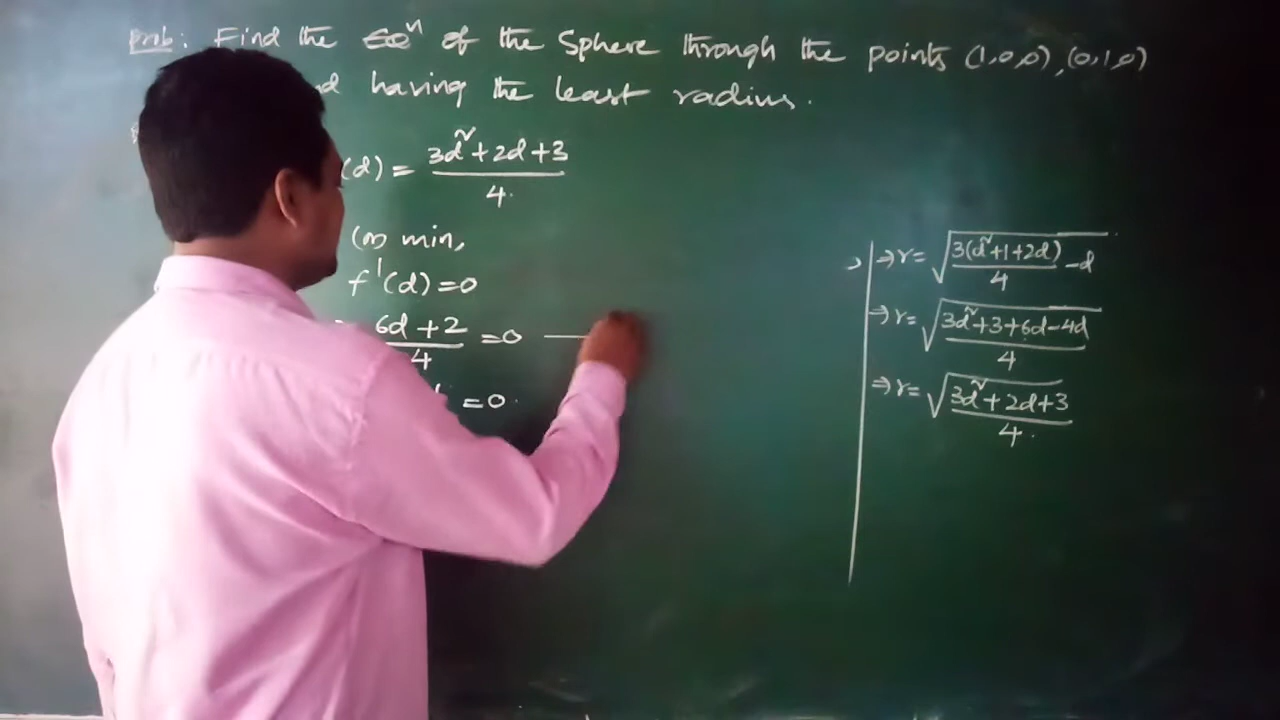 Prob: Find the eqⁿ of the Sphere through the points (1,0,0), (0,1,0)
having the least radius.
(d) = 3d²+2d+3 / 4.
(or) min,
f'(d)=0
6d+2 / 4 =0 —
=0.
⇒ r= √(3(d²+1+2d) / 4 - d)
⇒ r= √(3d²+3+6d-4d / 4)
⇒ r= √(3d²+2d+3 / 4).